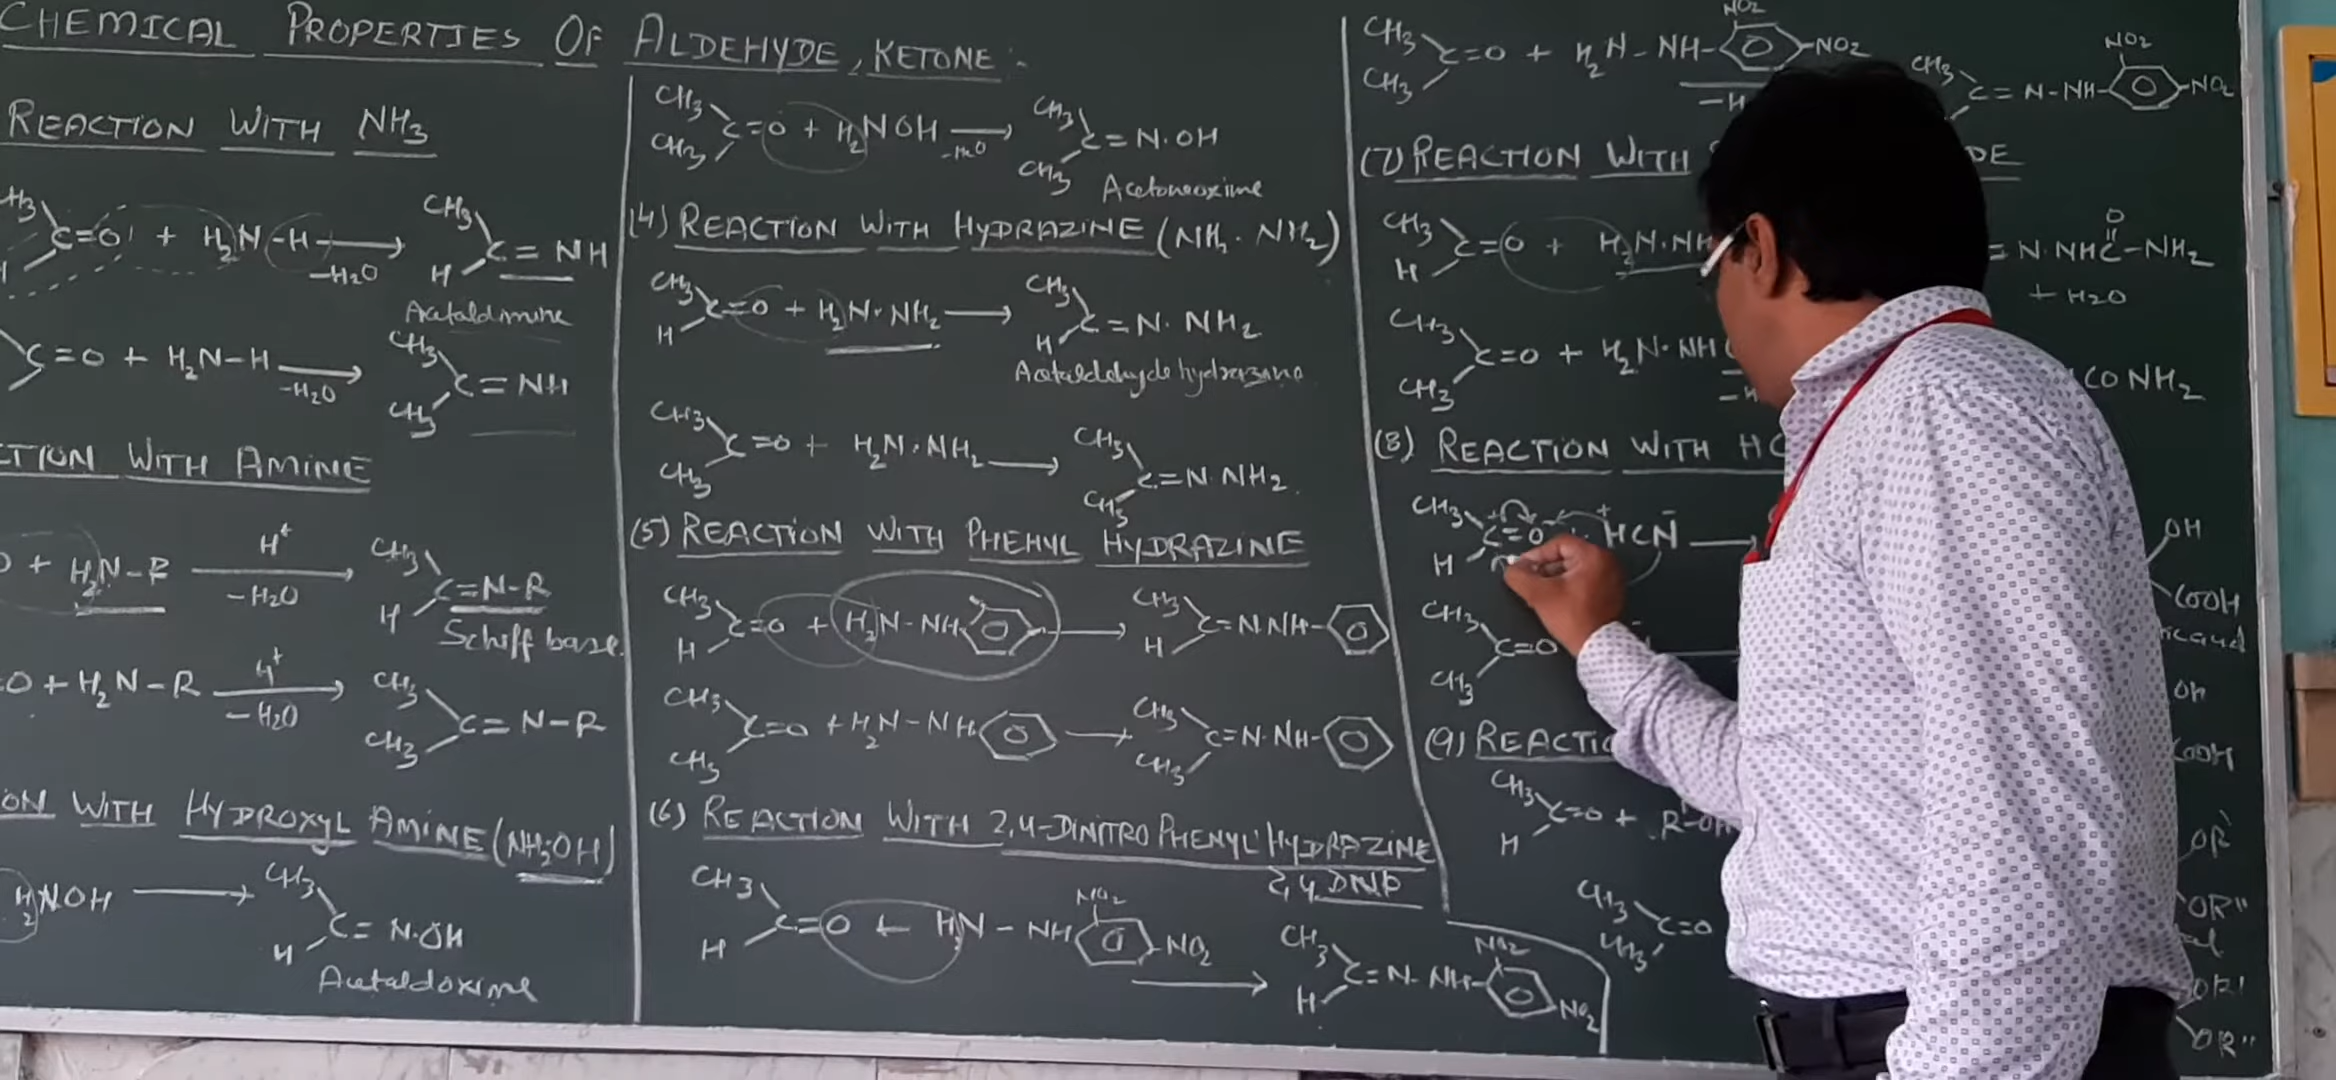 CHEMICAL PROPERTIES OF ALDEHYDE, KETONE :-
REACTION WITH NH3
CH3
C=O + H2N-H → CH3
-H2O
H C = NH
Acetaldimine
C=O + H2N-H → CH3
-H2O
CH3 C = NH
WITH AMINE
+ H2N-R H+ → CH3
-H2O
H C=N-R
Schiff base.
O + H2N-R H+ → CH3
-H2O
CH3 C=N-R
WITH HYDROXYL AMINE (NH2OH)
H2NOH → CH3
H C=N.OH
Acetaldoxime
CH3
CH3 C=O + H2NOH → CH3
-H2O
CH3 C=N.OH
Acetoneoxime
(4) REACTION WITH HYDRAZINE (NH2.NH2)
CH3
H C=O + H2N.NH2 → CH3
H C=N.NH2
Acetaldehyde hydrazone
CH3
CH3 C=O + H2N.NH2 → CH3
CH3 C=N.NH2.
(5) REACTION WITH PHENYL HYDRAZINE
CH3
H C=O + H2N-NH → CH3
H C=N NH-
CH3
CH3 C=O + H2N-NH → CH3
CH3 C=N.NH-
(6) REACTION WITH 2,4-DINITRO PHENYL HYDRAZINE
2,4,DNP
CH3 NO2
H C=O + H2N-NH NO2 → CH3 NO2
H C=N-NH- NO2
CH3 NO2
CH3 C=O + H2N-NH- NO2
CH3 NO2
C=N-NH- NO2
(7) REACTION WITH
CH3
H C=O + H2N.NH
= N.NHC-NH2
O
+ H2O
CH3
CH3 C=O + H2N.NH
CONH2
(8) REACTION WITH
CH3
H C=O + HCN →
OH
COOH
CH3
CH3 C=O
OH
COOH
(9)
CH3
H C=O + R'-OH
OR'
OR"
CH3
CH3 C=O
OR'
OR"